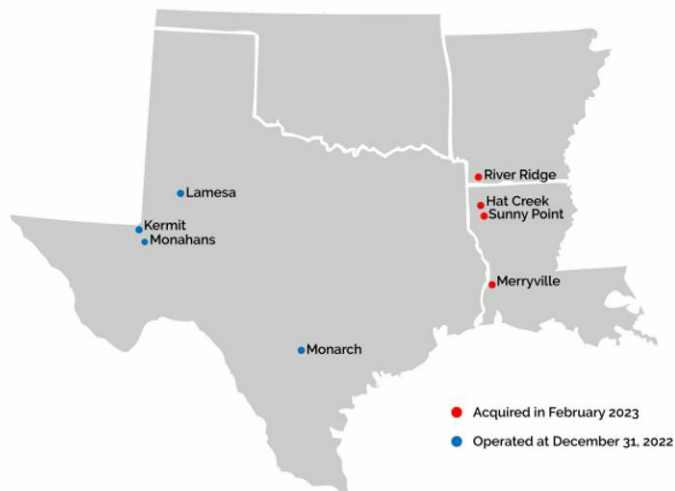 River Ridge
Lamesa
Hat Creek
Sunny Point
Kermit
Monahans
Merryville
Monarch
Acquired in February 2023
Operated at December 31, 2022